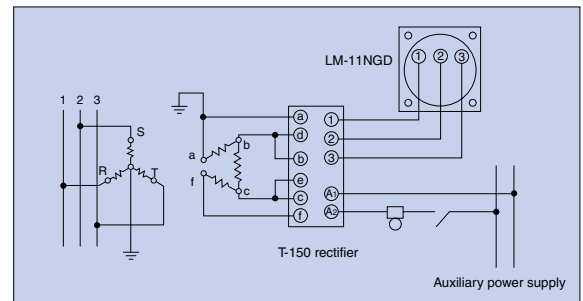 LM-11NGD
1 2 3
1 2 3
S
R
T
a
f
b
c
a
d
b
e
c
f
1
2
3
A1
A2
T-150 rectifier
Auxiliary power supply